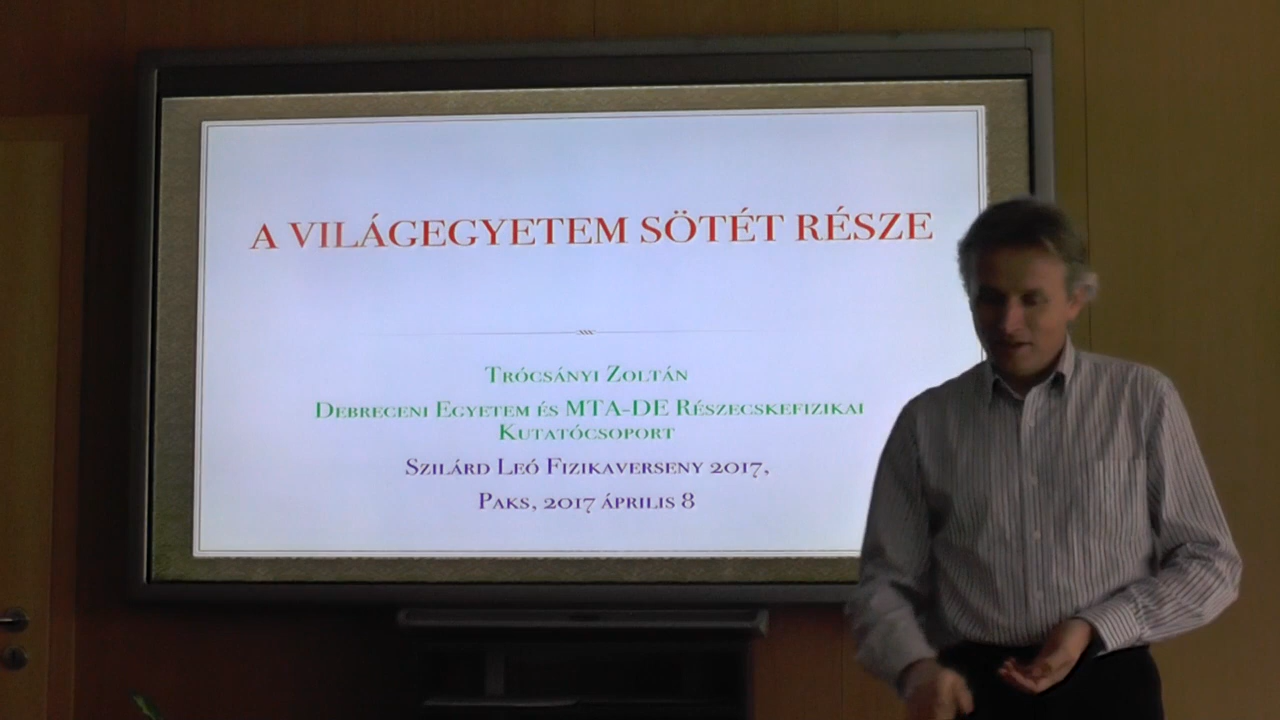 A VILÁGEGYETEM SÖTÉT RÉSZE
TRÓCSÁNYI ZOLTÁN
DEBRECENI EGYETEM ÉS MTA-DE RÉSZECSKEFIZIKAI
KUTATÓCSOPORT
SZILÁRD LEÓ FIZIKAVERSENY 2017,
PAKS, 2017 ÁPRILIS 8